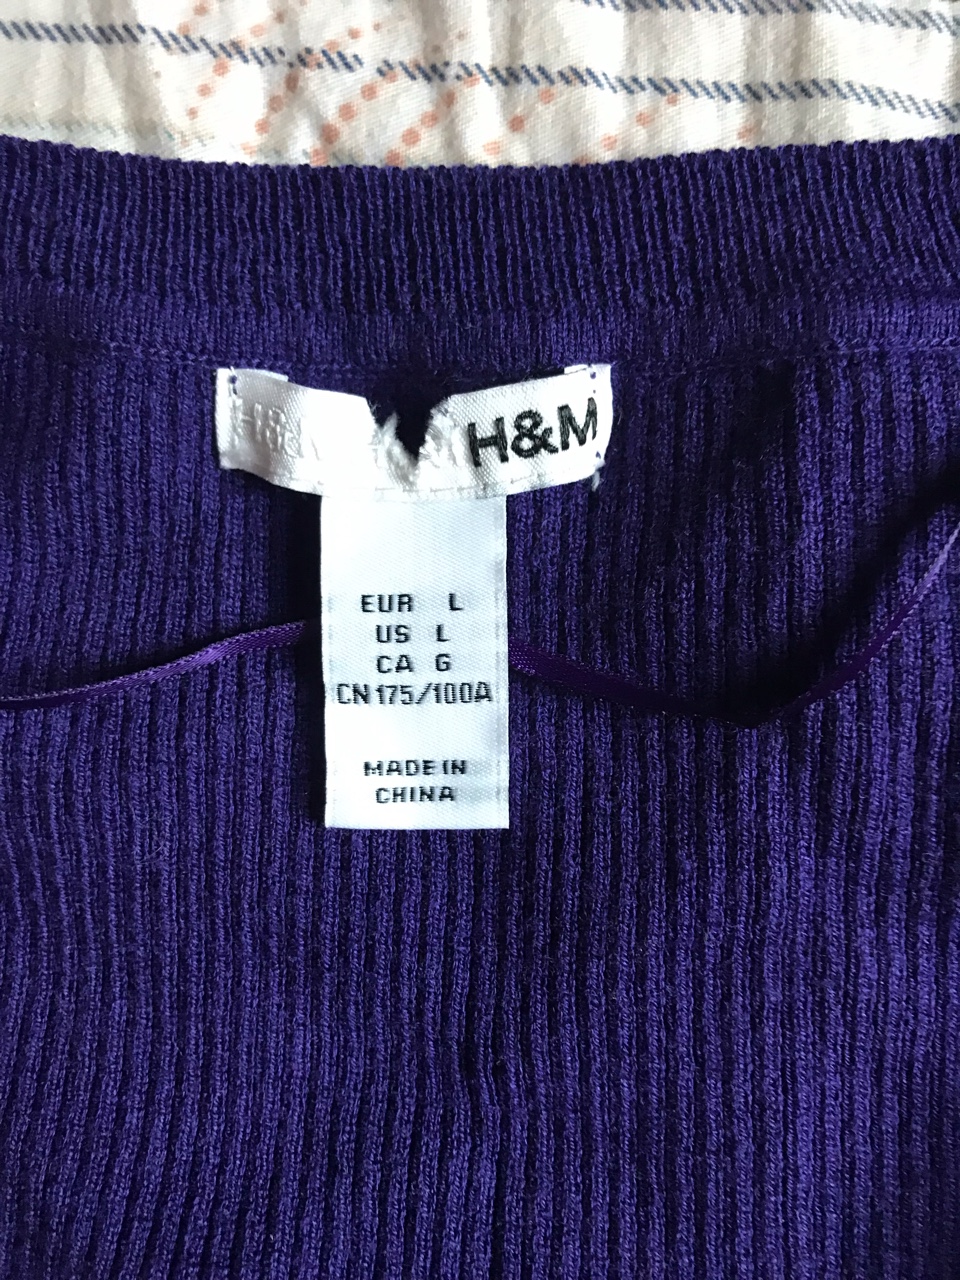 H&M
EUR L
US L
CA G
CN 175/100A
MADE IN
CHINA